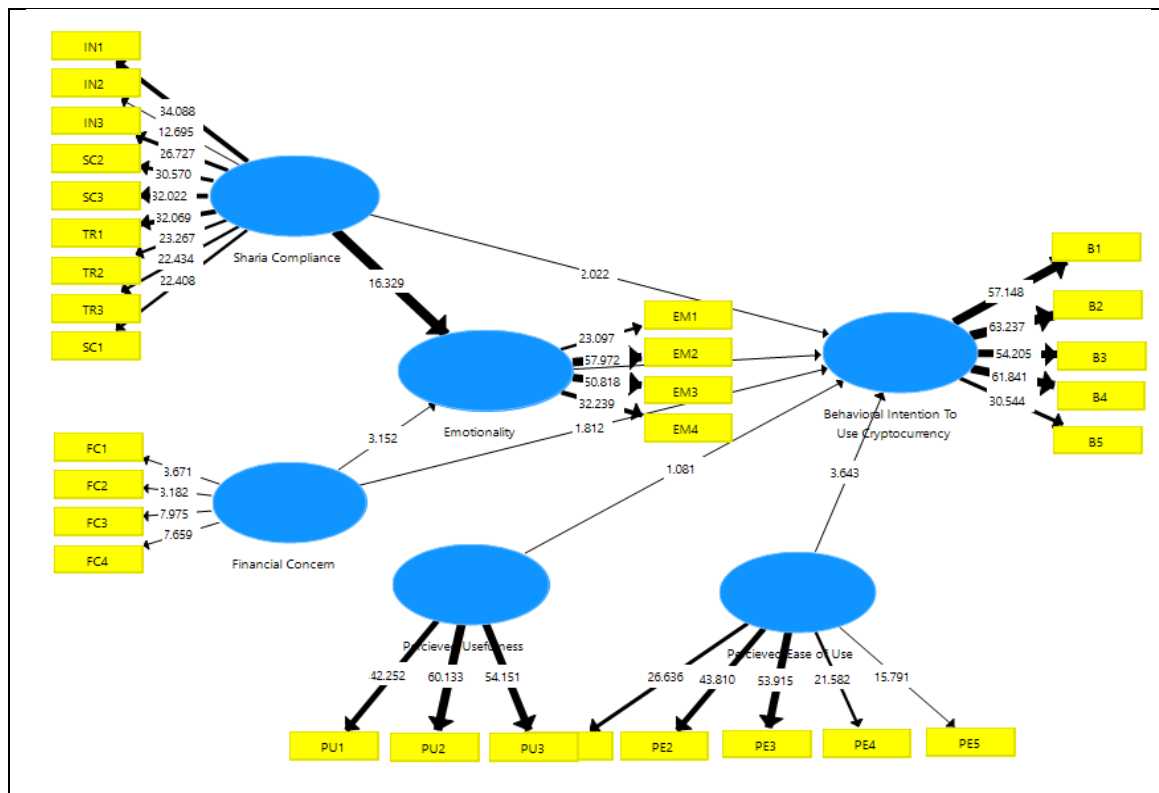 IN1
IN2
IN3
SC2
SC3
TR1
TR2
TR3
SC1
34.088
12.695
26.727
30.570
32.022
32.069
23.267
22.434
22.408
Sharia Compliance
16.329
2.022
EM1
EM2
EM3
EM4
23.097
57.972
50.818
32.239
Emotionality
3.152
1.812
B1
B2
B3
B4
B5
57.148
63.237
54.205
61.841
30.544
Behavioral Intention To
Use Cryptocurrency
FC1
FC2
FC3
FC4
3.671
3.182
7.975
7.659
Financial Concern
1.081
3.643
Percieved Usefulness
42.252
60.133
54.151
PU1
PU2
PU3
Percieved Ease of Use
26.636
43.810
53.915
21.582
15.791
PE2
PE3
PE4
PE5